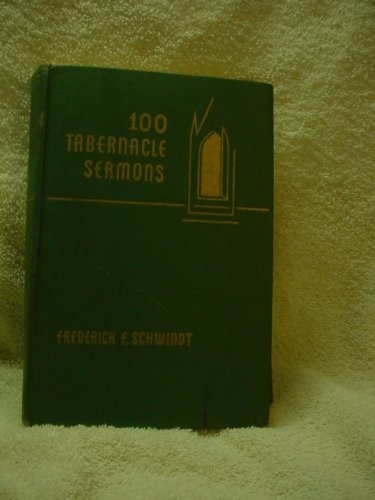 100
TABERNACLE
SERMONS
FREDERICK F. SCHWINDT